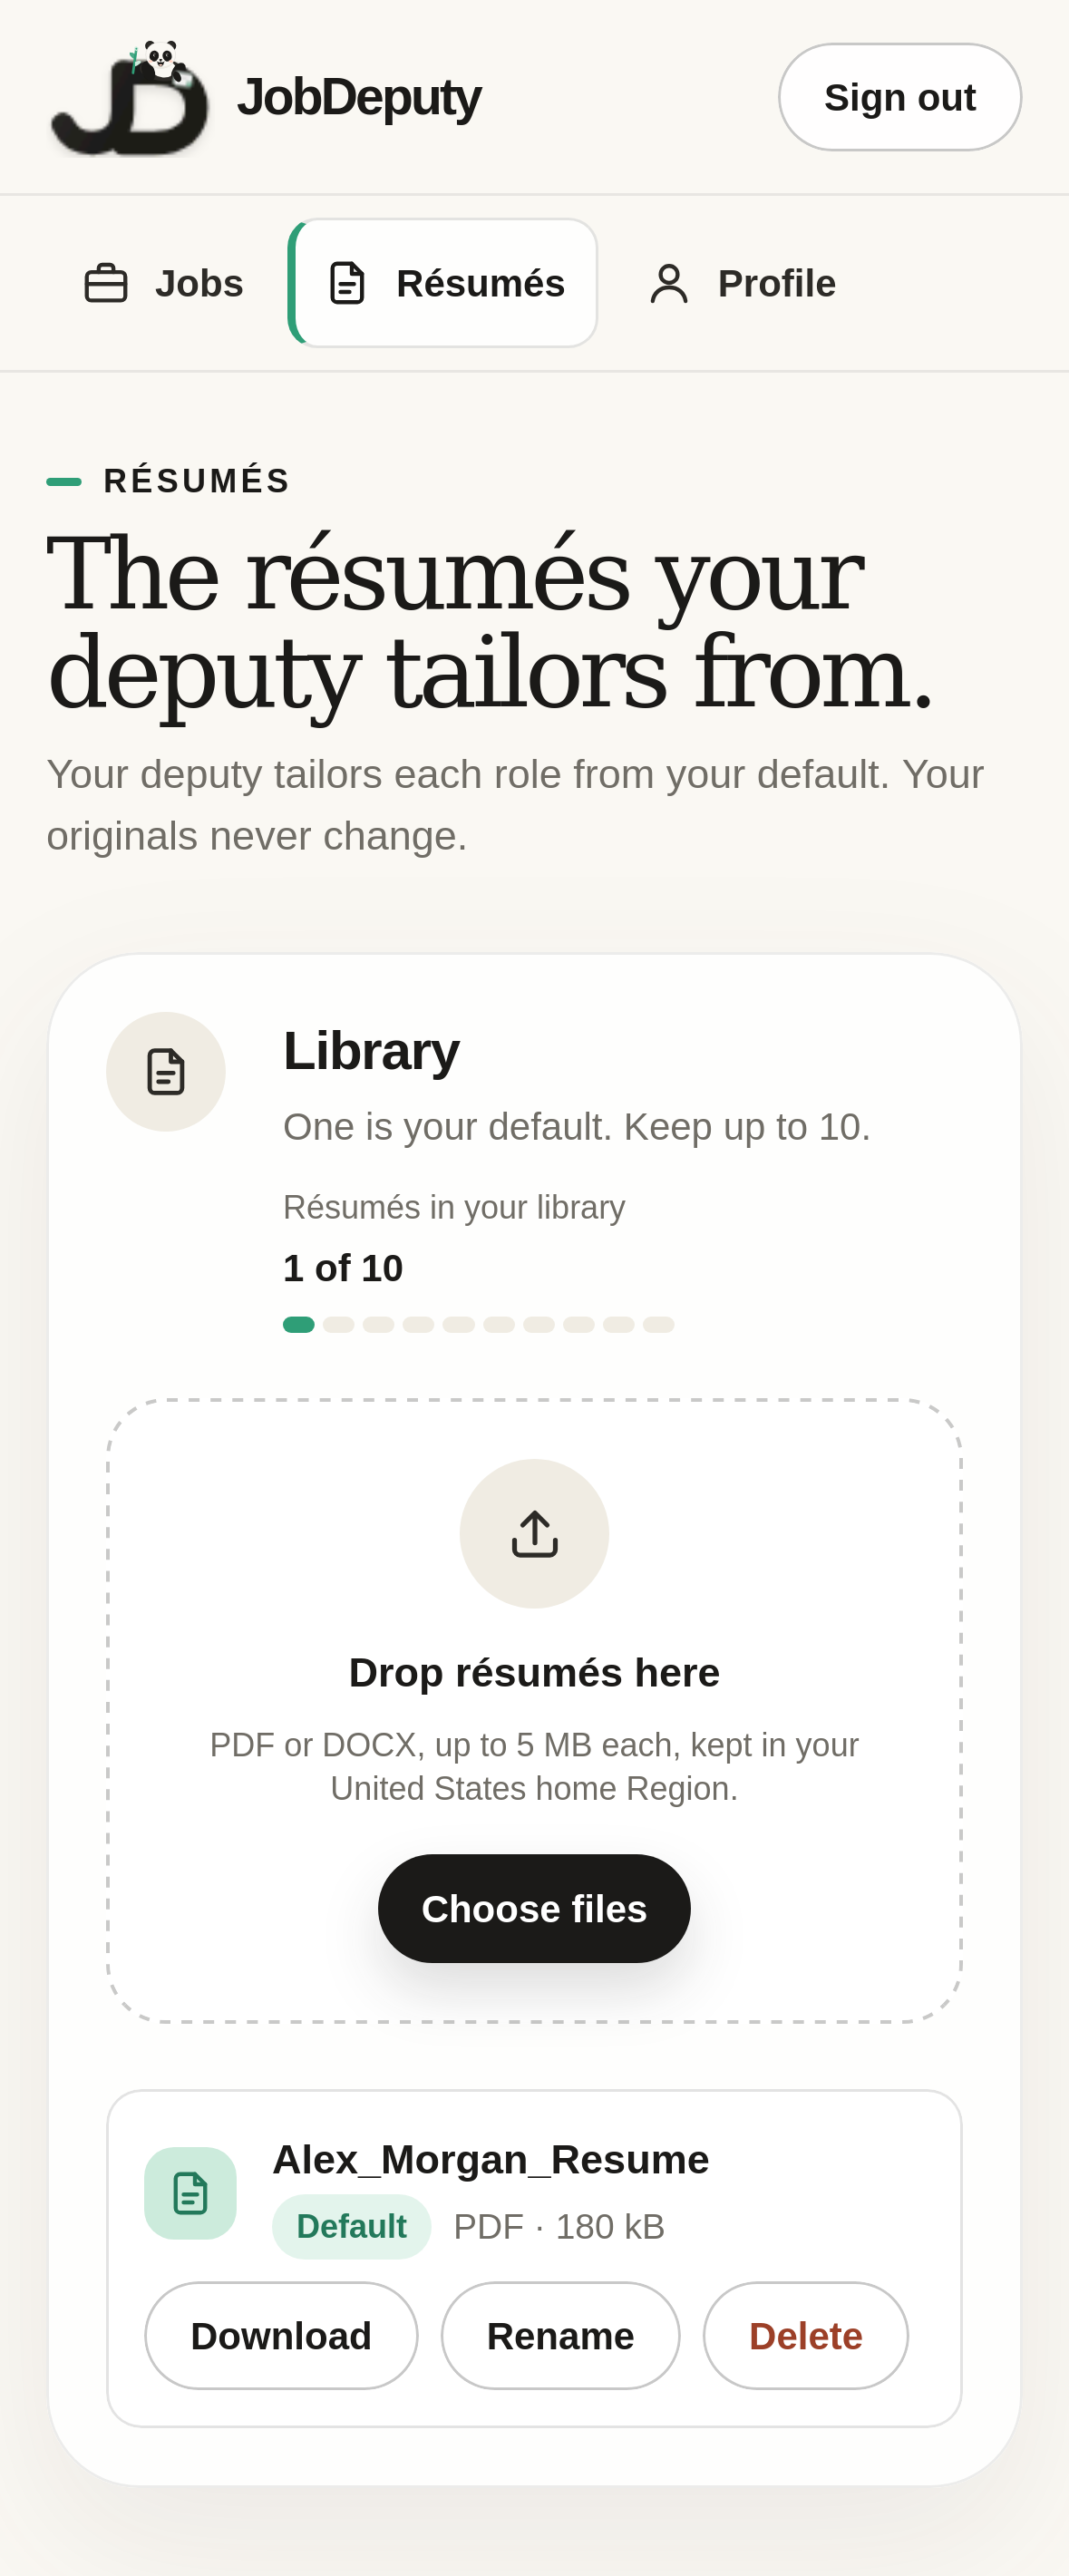 JD JobDeputy
Sign out
Jobs
Résumés
Profile
RÉSUMÉS
The résumés your
deputy tailors from.
Your deputy tailors each role from your default. Your
originals never change.
Library
One is your default. Keep up to 10.
Résumés in your library
1 of 10
Drop résumés here
PDF or DOCX, up to 5 MB each, kept in your
United States home Region.
Choose files
Alex_Morgan_Resume
Default PDF · 180 kB
Download
Rename
Delete